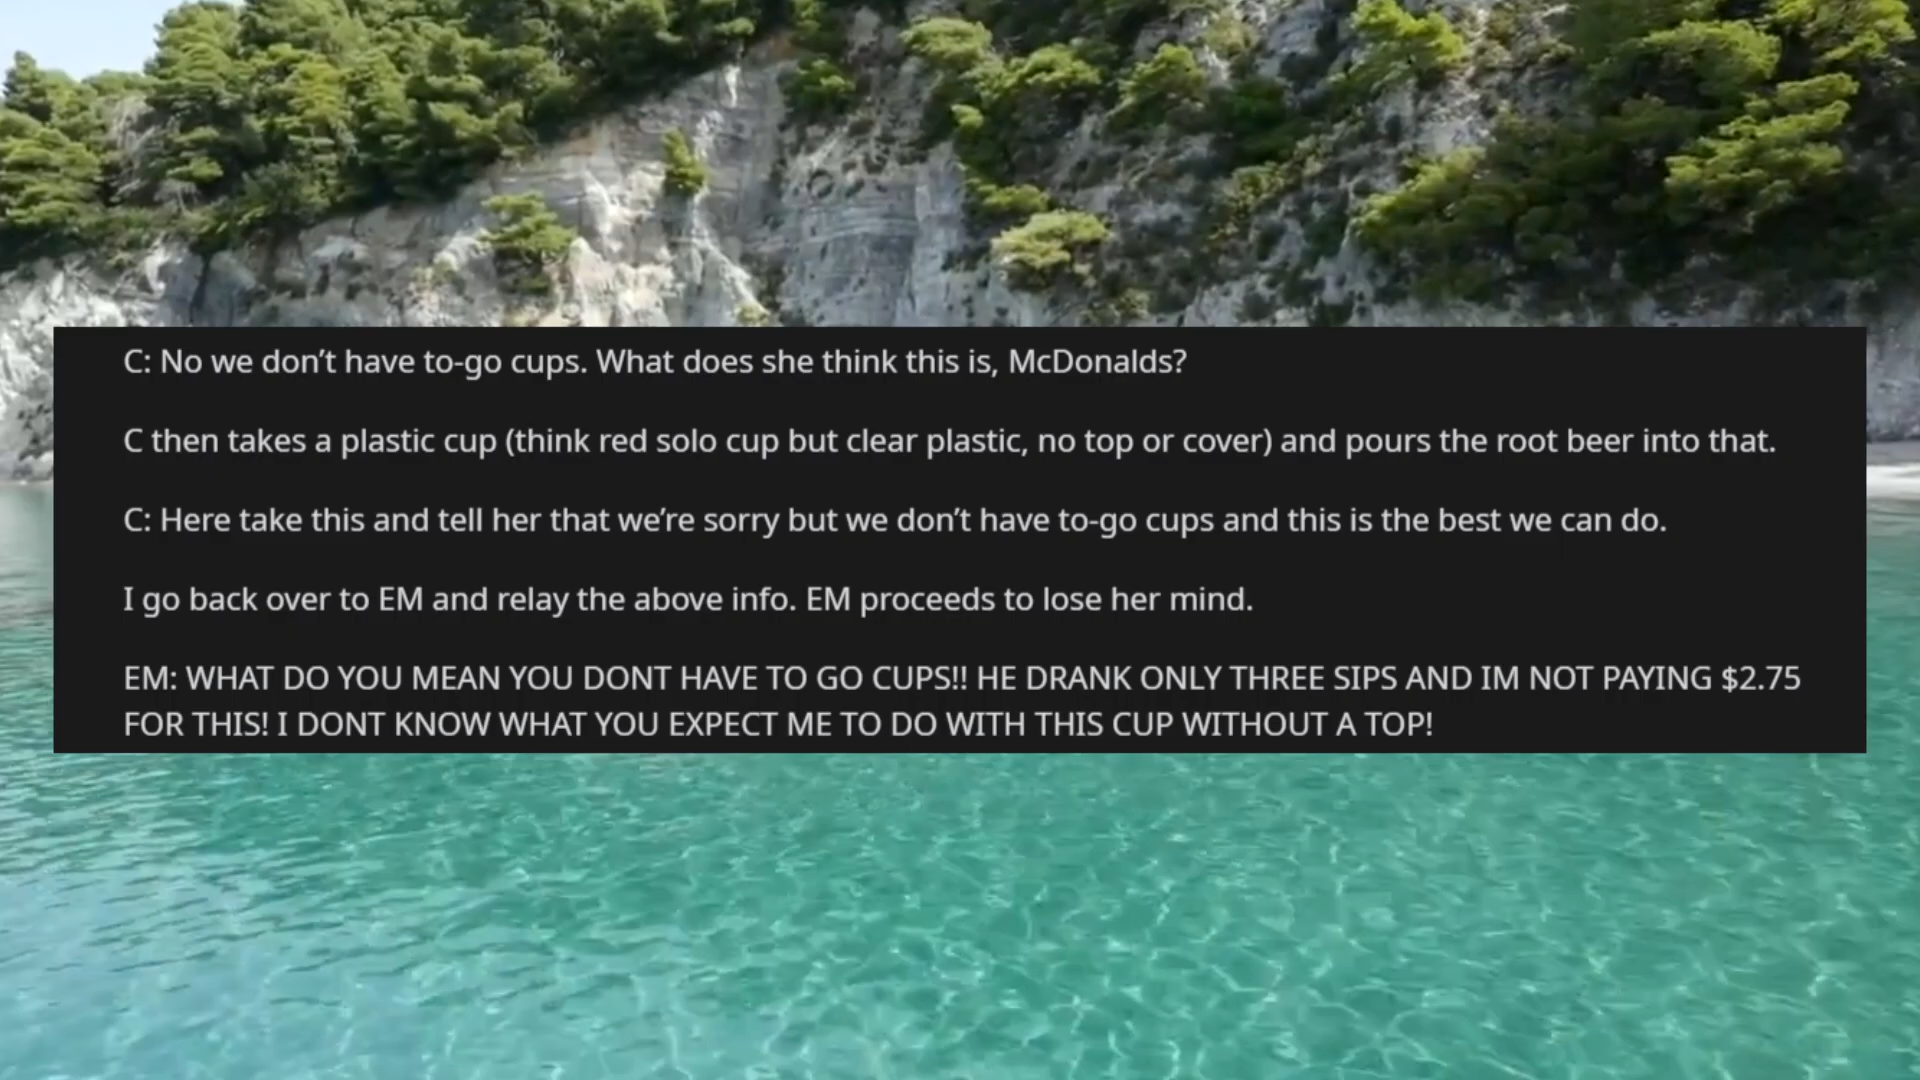 C: No we don’t have to-go cups. What does she think this is, McDonalds?
C then takes a plastic cup (think red solo cup but clear plastic, no top or cover) and pours the root beer into that.
C: Here take this and tell her that we’re sorry but we don’t have to-go cups and this is the best we can do.
I go back over to EM and relay the above info. EM proceeds to lose her mind.
EM: WHAT DO YOU MEAN YOU DONT HAVE TO GO CUPS!! HE DRANK ONLY THREE SIPS AND IM NOT PAYING $2.75
FOR THIS! I DONT KNOW WHAT YOU EXPECT ME TO DO WITH THIS CUP WITHOUT A TOP!